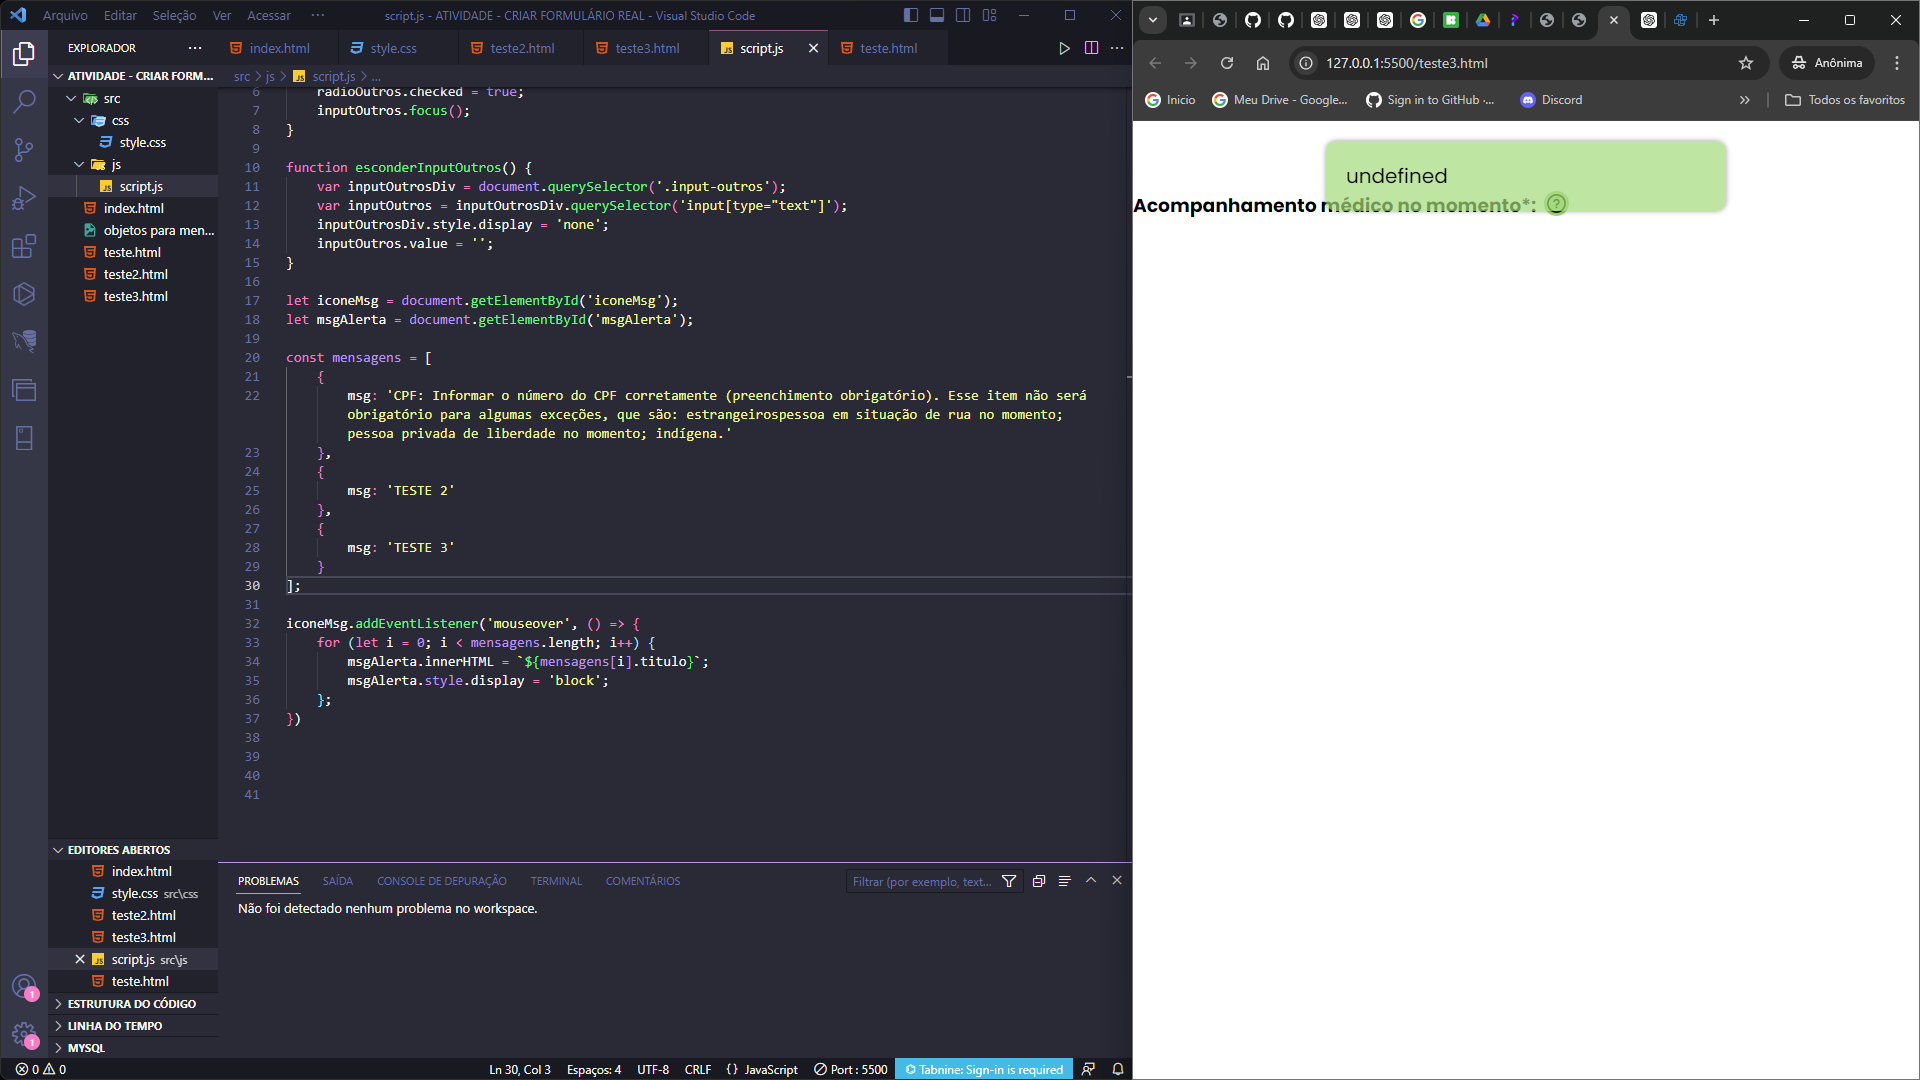 Arquivo Editar Seleção Ver Acessar ···
script.js - ATIVIDADE - CRIAR FORMULÁRIO REAL - Visual Studio Code
EXPLORADOR ···
ATIVIDADE - CRIAR FORM...
src
css
style.css
js
script.js
index.html
objetos para men...
teste.html
teste2.html
teste3.html
EDITORES ABERTOS
index.html
style.css src\css
teste2.html
teste3.html
script.js src\js
teste.html
ESTRUTURA DO CÓDIGO
LINHA DO TEMPO
MYSQL
1
1
index.html style.css teste2.html teste3.html script.js teste.html
src > js > script.js > ...
6 radioOutros.checked = true;
7 inputOutros.focus();
8 }
9
10 function esconderInputOutros() {
11 var inputOutrosDiv = document.querySelector('.input-outros');
12 var inputOutros = inputOutrosDiv.querySelector('input[type="text"]');
13 inputOutrosDiv.style.display = 'none';
14 inputOutros.value = '';
15 }
16
17 let iconeMsg = document.getElementById('iconeMsg');
18 let msgAlerta = document.getElementById('msgAlerta');
19
20 const mensagens = [
21 {
22 msg: 'CPF: Informar o número do CPF corretamente (preenchimento obrigatório). Esse item não será
obrigatório para algumas exceções, que são: estrangeirospessoa em situação de rua no momento;
pessoa privada de liberdade no momento; indígena.'
23 },
24 {
25 msg: 'TESTE 2'
26 },
27 {
28 msg: 'TESTE 3'
29 }
30 ];
31
32 iconeMsg.addEventListener('mouseover', () => {
33 for (let i = 0; i < mensagens.length; i++) {
34 msgAlerta.innerHTML = `${mensagens[i].titulo}`;
35 msgAlerta.style.display = 'block';
36 };
37 })
38
39
40
41
PROBLEMAS SAÍDA CONSOLE DE DEPURAÇÃO TERMINAL COMENTÁRIOS
Filtrar (por exemplo, text...
Não foi detectado nenhum problema no workspace.
0 0
Ln 30, Col 3 Espaços: 4 UTF-8 CRLF {} JavaScript Port : 5500 Tabnine: Sign-in is required
127.0.0.1:5500/teste3.html
Anônima
Inicio Meu Drive - Google... Sign in to GitHub ·... Discord » Todos os favoritos
undefined
Acompanhamento médico no momento*: ?